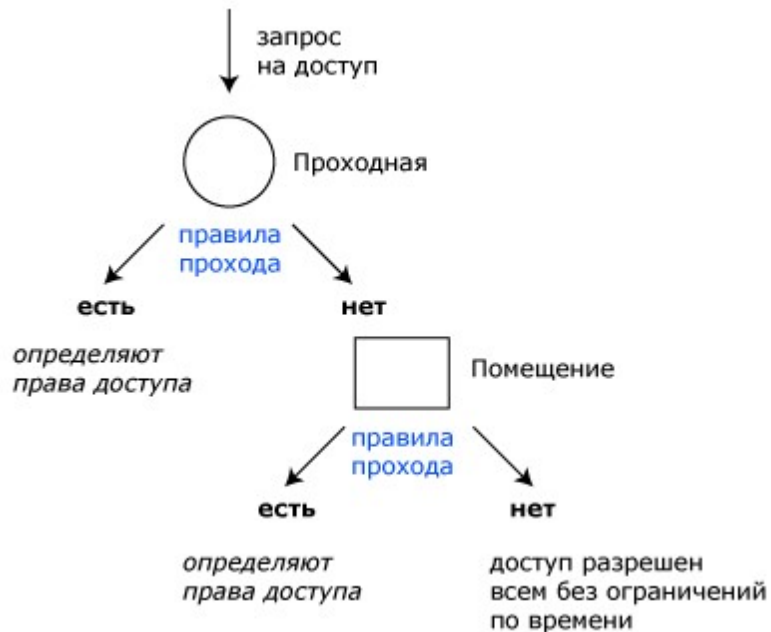 запрос
на доступ
Проходная
правила
прохода
есть
нет
определяют
права доступа
Помещение
правила
прохода
есть
нет
определяют
права доступа
доступ разрешен
всем без ограничений
по времени